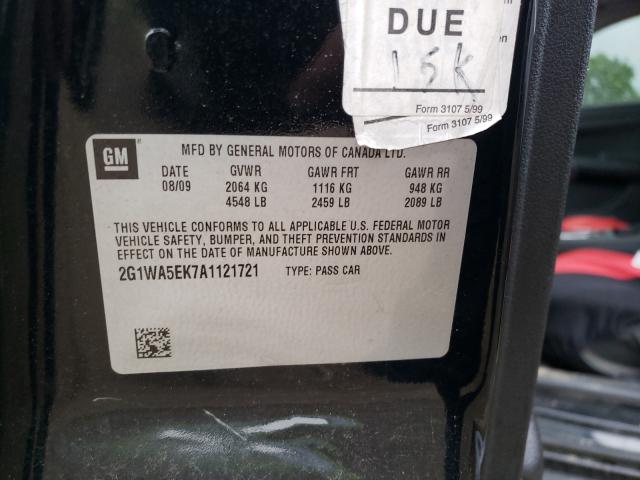 DUE
15K
Form 3107 5/99
Form 3107 5/99
GM
MFD BY GENERAL MOTORS OF CANADA LTD.
DATE GVWR GAWR FRT GAWR RR
08/09 2064 KG 1116 KG 948 KG
4548 LB 2459 LB 2089 LB
THIS VEHICLE CONFORMS TO ALL APPLICABLE U.S. FEDERAL MOTOR
VEHICLE SAFETY, BUMPER, AND THEFT PREVENTION STANDARDS IN
EFFECT ON THE DATE OF MANUFACTURE SHOWN ABOVE.
2G1WA5EK7A1121721 TYPE: PASS CAR